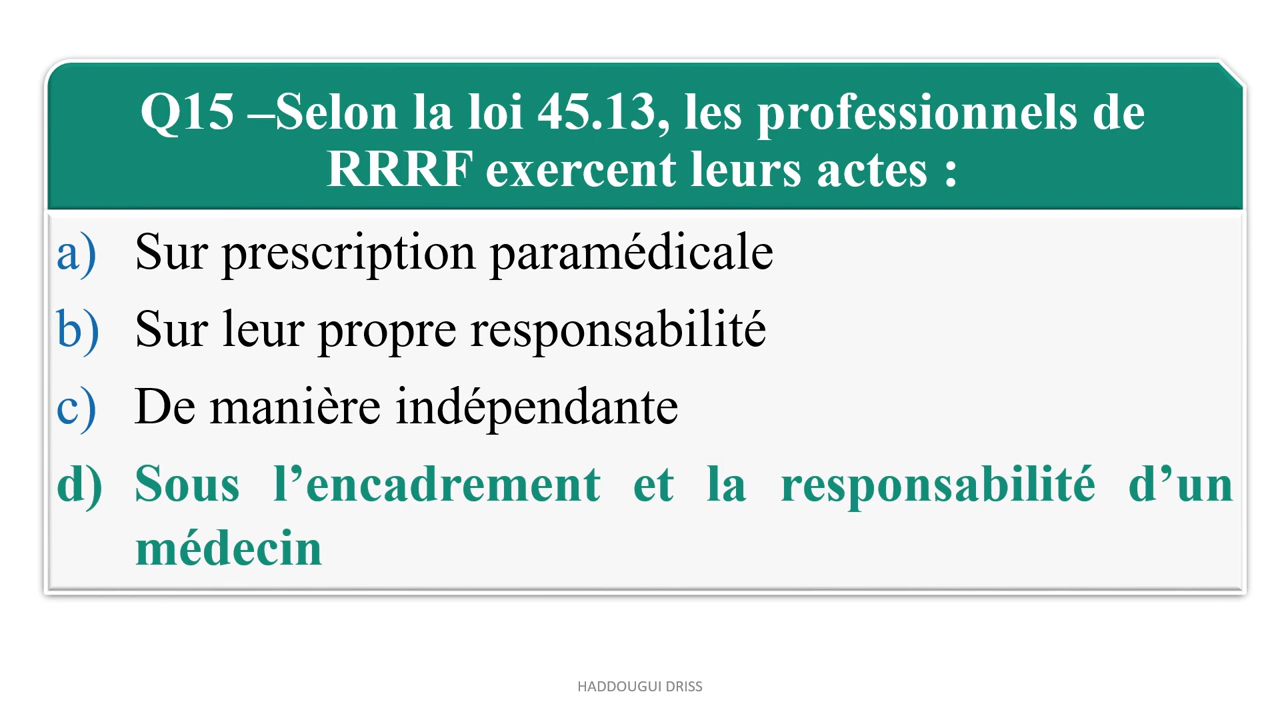 Q15 –Selon la loi 45.13, les professionnels de
RRRF exercent leurs actes :
a) Sur prescription paramédicale
b) Sur leur propre responsabilité
c) De manière indépendante
d) Sous l’encadrement et la responsabilité d’un
médecin
HADDOUGUI DRISS